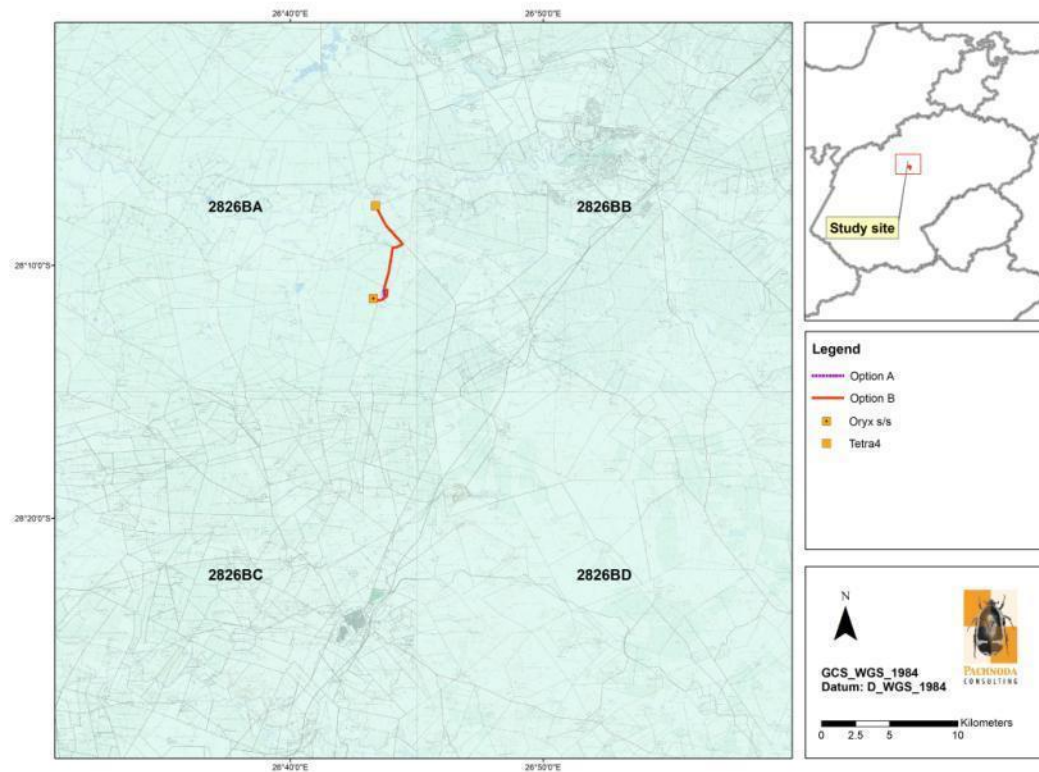 26°40'0"E
26°50'0"E
2826BA
2826BB
28°10'0"S
28°20'0"S
2826BC
2826BD
26°40'0"E
26°50'0"E
Study site
Legend
Option A
Option B
Oryx s/s
Tetra4
N
GCS_WGS_1984
Datum: D_WGS_1984
PACHNODA
CONSULTING
Kilometers
0 2.5 5 10